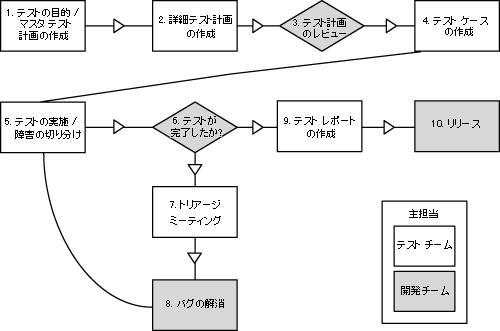 1. テストの目的 /
マスタ テスト
計画の作成
2. 詳細テスト計画
の作成
3. テスト計画
のレビュー
4. テスト ケース
の作成
5. テストの実施 /
障害の切り分け
6. テストが
完了したか?
9. テスト レポート
の作成
10. リリース
7. トリアージ
ミーティング
8. バグの解消
主担当
テスト チーム
開発チーム